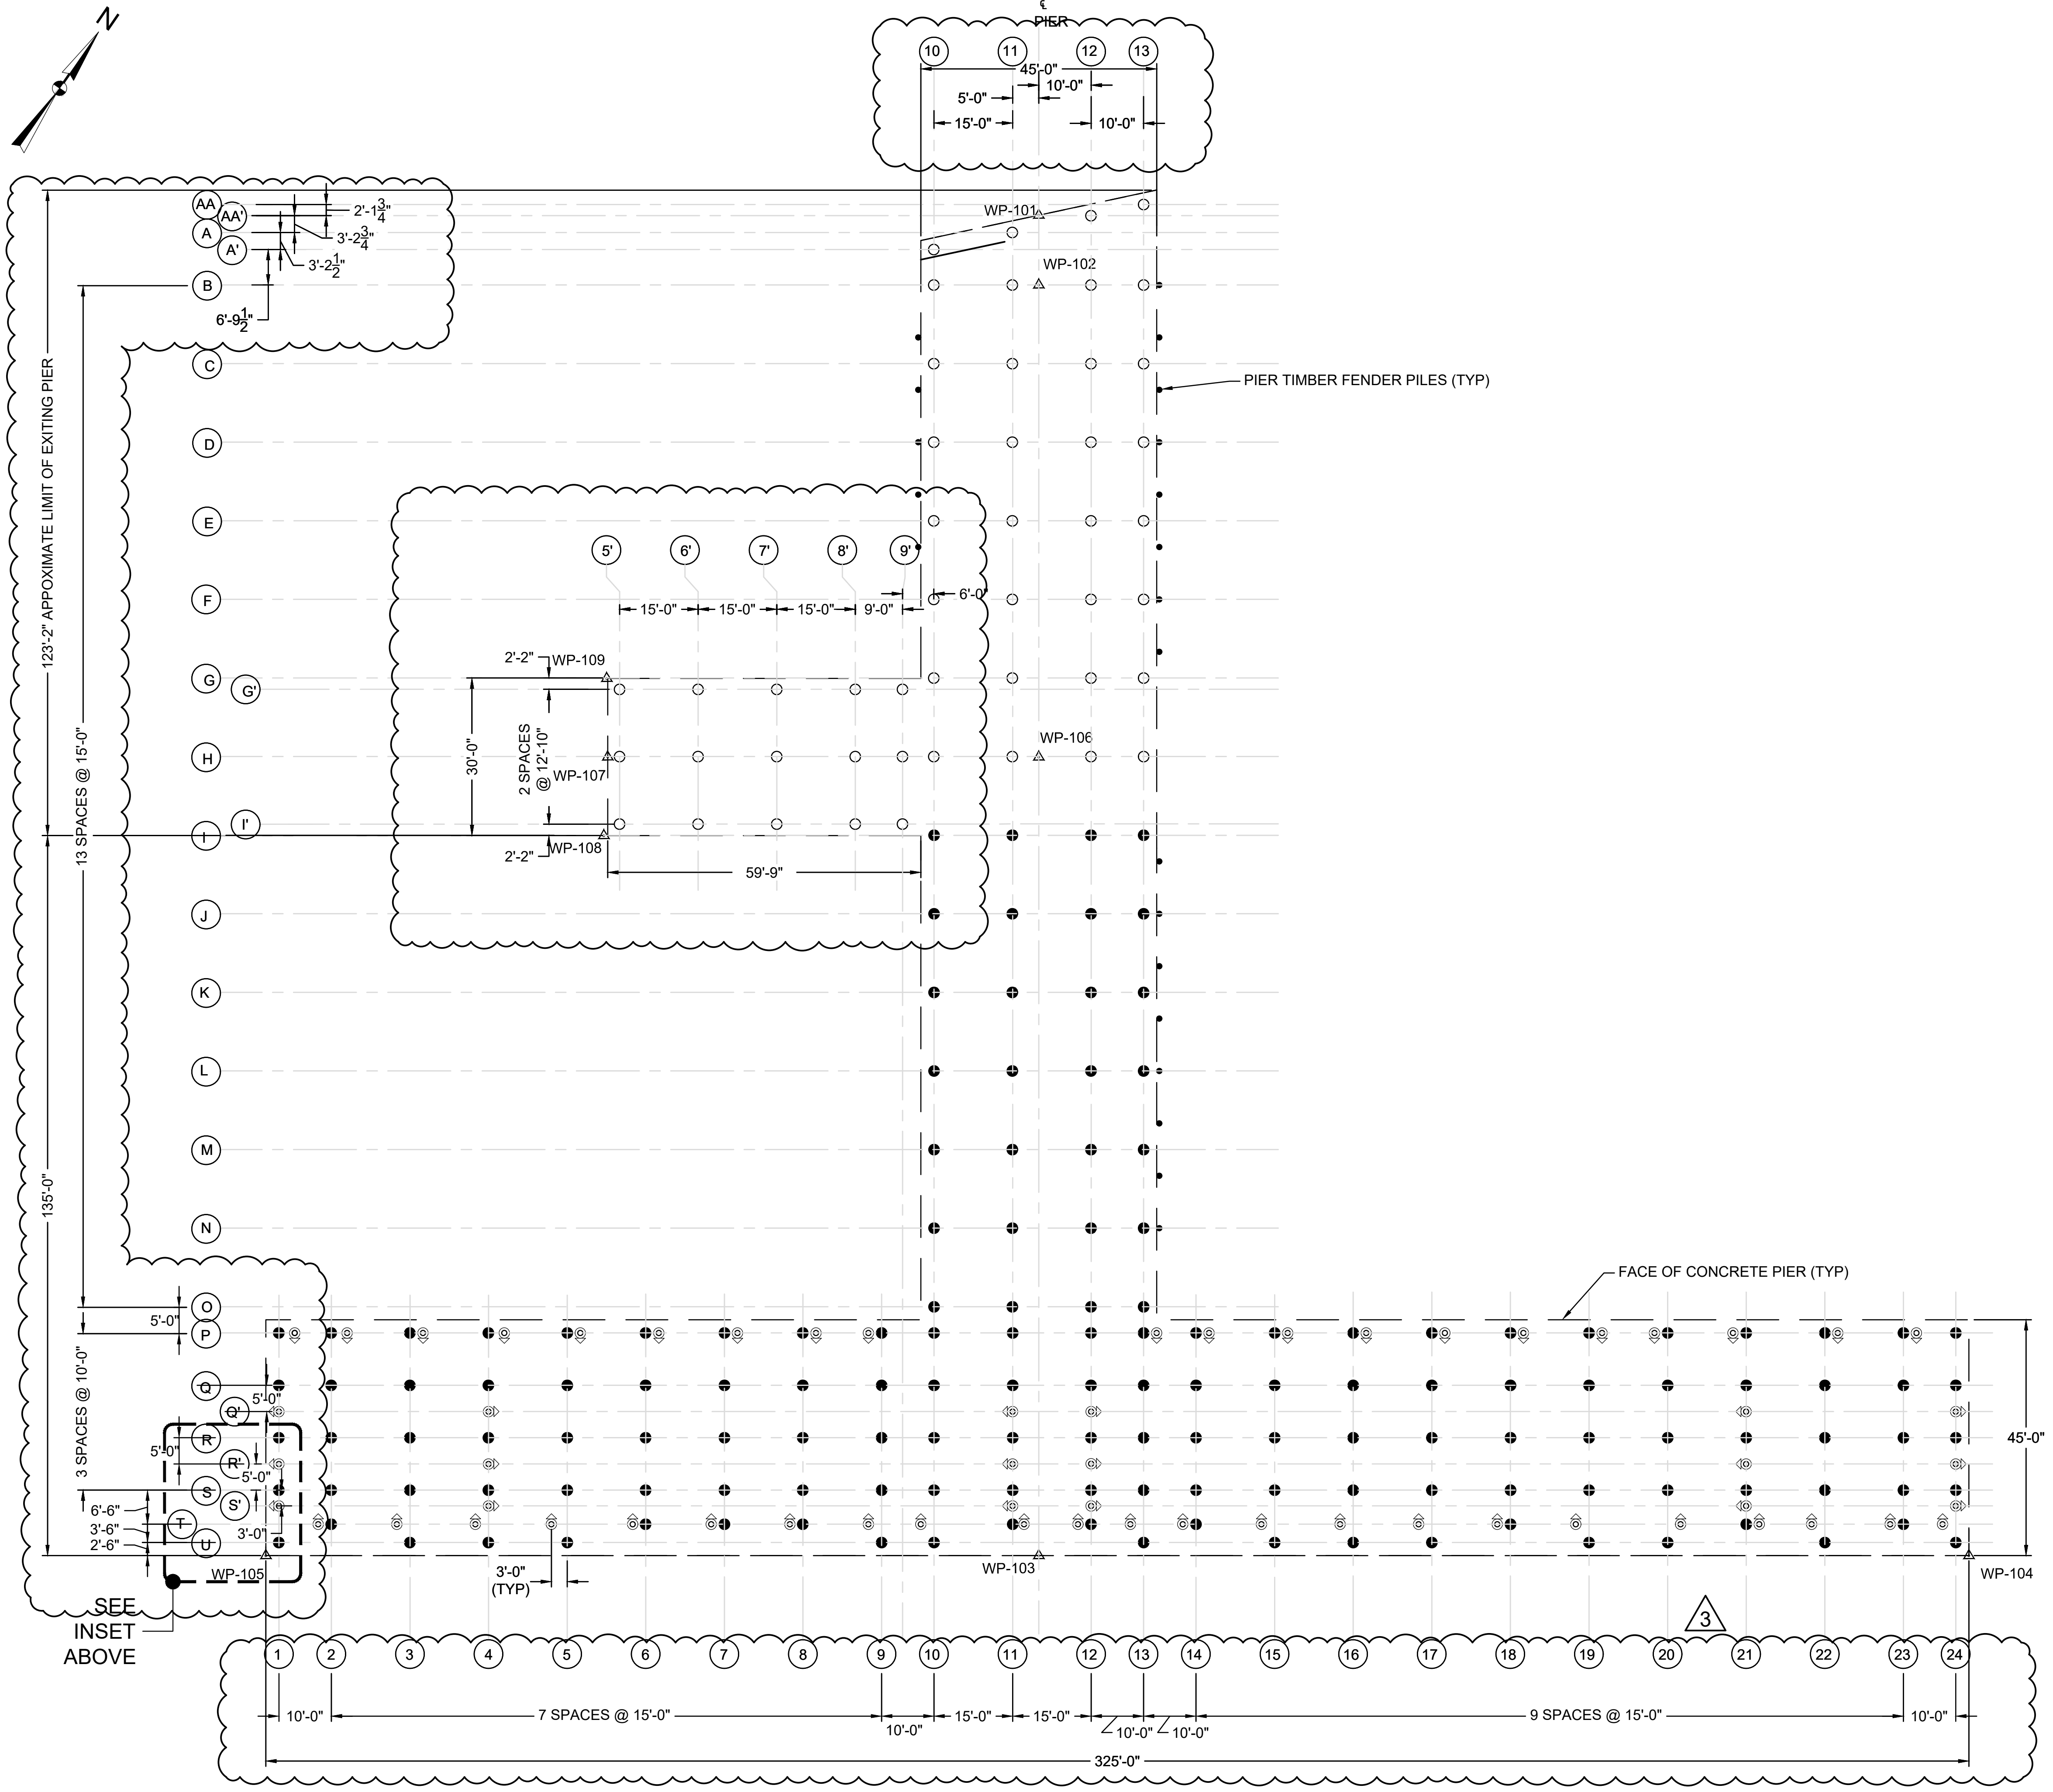 N
℄
PIER
10 11 12 13
45'-0"
10'-0"
5'-0"
15'-0" 10'-0"
AA
AA'
A
A'
B
2'-1 3/4"
3'-2 3/4"
3'-2 1/2"
6'-9 1/2"
WP-101
WP-102
C
PIER TIMBER FENDER PILES (TYP)
D
E
5' 6' 7' 8' 9'
F
6'-0"
15'-0" 15'-0" 15'-0" 9'-0"
123'-2" APPOXIMATE LIMIT OF EXITING PIER
13 SPACES @ 15'-0"
2'-2" WP-109
G
G'
30'-0"
2 SPACES
@ 12'-10"
WP-106
H
WP-107
I'
I
2'-2" WP-108
59'-9"
J
K
L
M
135'-0"
N
FACE OF CONCRETE PIER (TYP)
O
5'-0"
P
3 SPACES @ 10'-0"
Q
5'-0"
Q'
R
5'-0"
R'
5'-0"
S
S'
6'-6"
T
3'-6"
3'-0"
2'-6"
U
45'-0"
WP-105
3'-0"
(TYP)
WP-103
WP-104
SEE
INSET
ABOVE
3
1 2 3 4 5 6 7 8 9 10 11 12 13 14 15 16 17 18 19 20 21 22 23 24
10'-0" 7 SPACES @ 15'-0" 10'-0" 15'-0" 15'-0" 10'-0" 10'-0" 9 SPACES @ 15'-0" 10'-0"
325'-0"